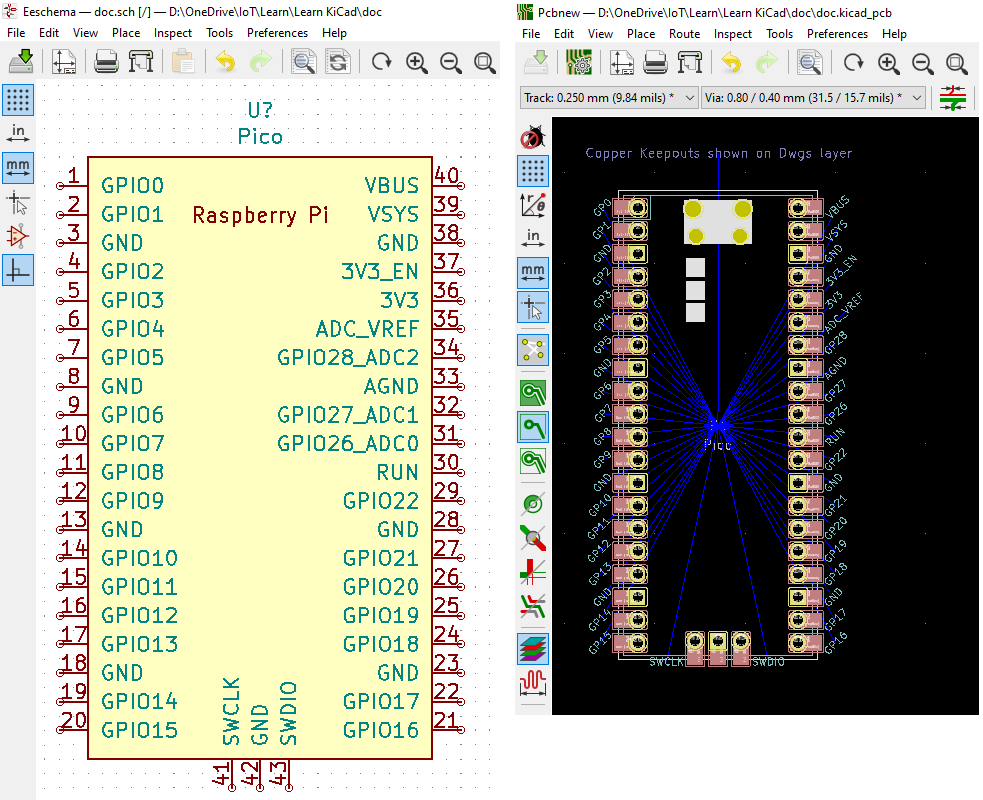 Eeschema — doc.sch [/] — D:\OneDrive\IoT\Learn\Learn KiCad\doc
File Edit View Place Inspect Tools Preferences Help
in
mm
U?
Pico
Raspberry Pi
1 GPIO0 VBUS 40
2 GPIO1 VSYS 39
3 GND GND 38
4 GPIO2 3V3_EN 37
5 GPIO3 3V3 36
6 GPIO4 ADC_VREF 35
7 GPIO5 GPIO28_ADC2 34
8 GND AGND 33
9 GPIO6 GPIO27_ADC1 32
10 GPIO7 GPIO26_ADC0 31
11 GPIO8 RUN 30
12 GPIO9 GPIO22 29
13 GND GND 28
14 GPIO10 GPIO21 27
15 GPIO11 GPIO20 26
16 GPIO12 GPIO19 25
17 GPIO13 GPIO18 24
18 GND GND 23
19 GPIO14 GPIO17 22
20 GPIO15 GPIO16 21
SWCLK GND SWDIO
41 42 43
Pcbnew — D:\OneDrive\IoT\Learn\Learn KiCad\doc\doc.kicad_pcb
File Edit View Place Route Inspect Tools Preferences Help
Track: 0.250 mm (9.84 mils) * Via: 0.80 / 0.40 mm (31.5 / 15.7 mils) *
in
mm
Copper Keepouts shown on Dwgs layer
GP0 VBUS
GP1 VSYS
GND GND
GP2 3V3_EN
GP3 3V3
GP4 ADC_VREF
GP5 GP28
GND AGND
GP6 GP27
GP7 GP26
GP8 RUN
GP9 GP22
GND GND
GP10 GP21
GP11 GP20
GP12 GP19
GP13 GP18
GND GND
GP14 GP17
GP15 GP16
Pico
SWCLK SWDIO